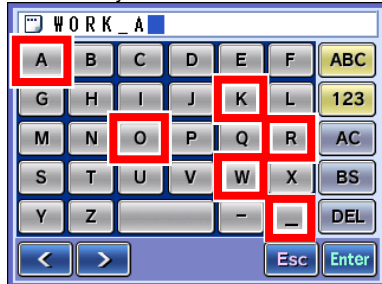 WORK_A
A B C D E F ABC
G H I J K L 123
M N O P Q R AC
S T U V W X BS
Y Z - _ DEL
< > Esc Enter